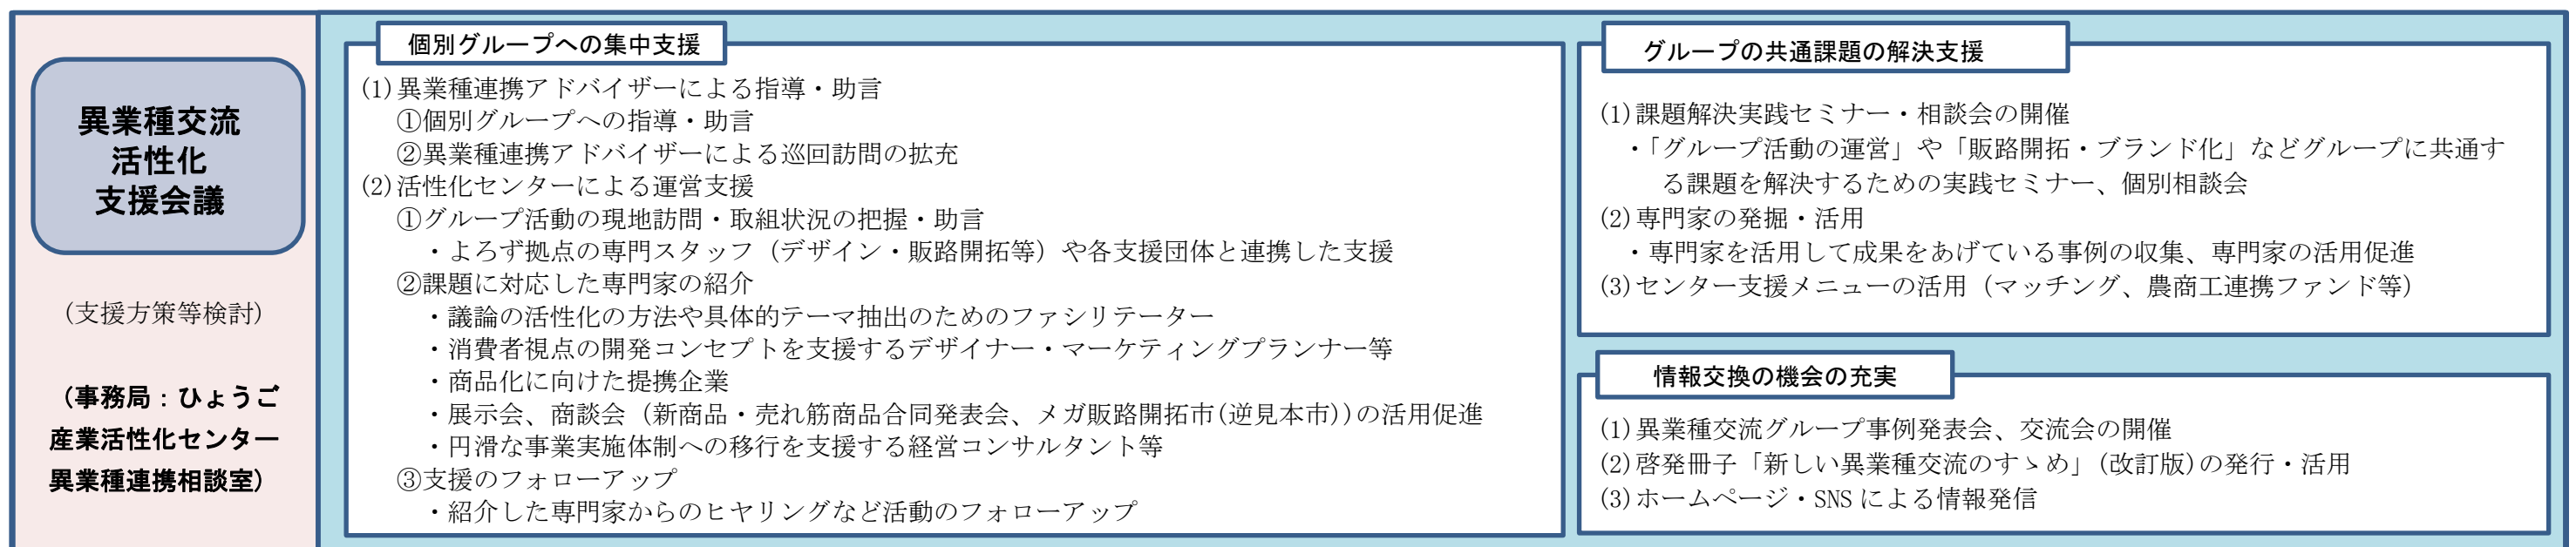 異業種交流
活性化
支援会議
（支援方策等検討）
（事務局：ひょうご
産業活性化センター
異業種連携相談室）
個別グループへの集中支援
(1)異業種連携アドバイザーによる指導・助言
①個別グループへの指導・助言
②異業種連携アドバイザーによる巡回訪問の拡充
(2)活性化センターによる運営支援
①グループ活動の現地訪問・取組状況の把握・助言
・よろず拠点の専門スタッフ（デザイン・販路開拓等）や各支援団体と連携した支援
②課題に対応した専門家の紹介
・議論の活性化の方法や具体的テーマ抽出のためのファシリテーター
・消費者視点の開発コンセプトを支援するデザイナー・マーケティングプランナー等
・商品化に向けた提携企業
・展示会、商談会（新商品・売れ筋商品合同発表会、メガ販路開拓市(逆見本市))の活用促進
・円滑な事業実施体制への移行を支援する経営コンサルタント等
③支援のフォローアップ
・紹介した専門家からのヒヤリングなど活動のフォローアップ
グループの共通課題の解決支援
(1)課題解決実践セミナー・相談会の開催
・「グループ活動の運営」や「販路開拓・ブランド化」などグループに共通す
る課題を解決するための実践セミナー、個別相談会
(2)専門家の発掘・活用
・専門家を活用して成果をあげている事例の収集、専門家の活用促進
(3)センター支援メニューの活用（マッチング、農商工連携ファンド等）
情報交換の機会の充実
(1)異業種交流グループ事例発表会、交流会の開催
(2)啓発冊子「新しい異業種交流のすゝめ」(改訂版)の発行・活用
(3)ホームページ・SNSによる情報発信